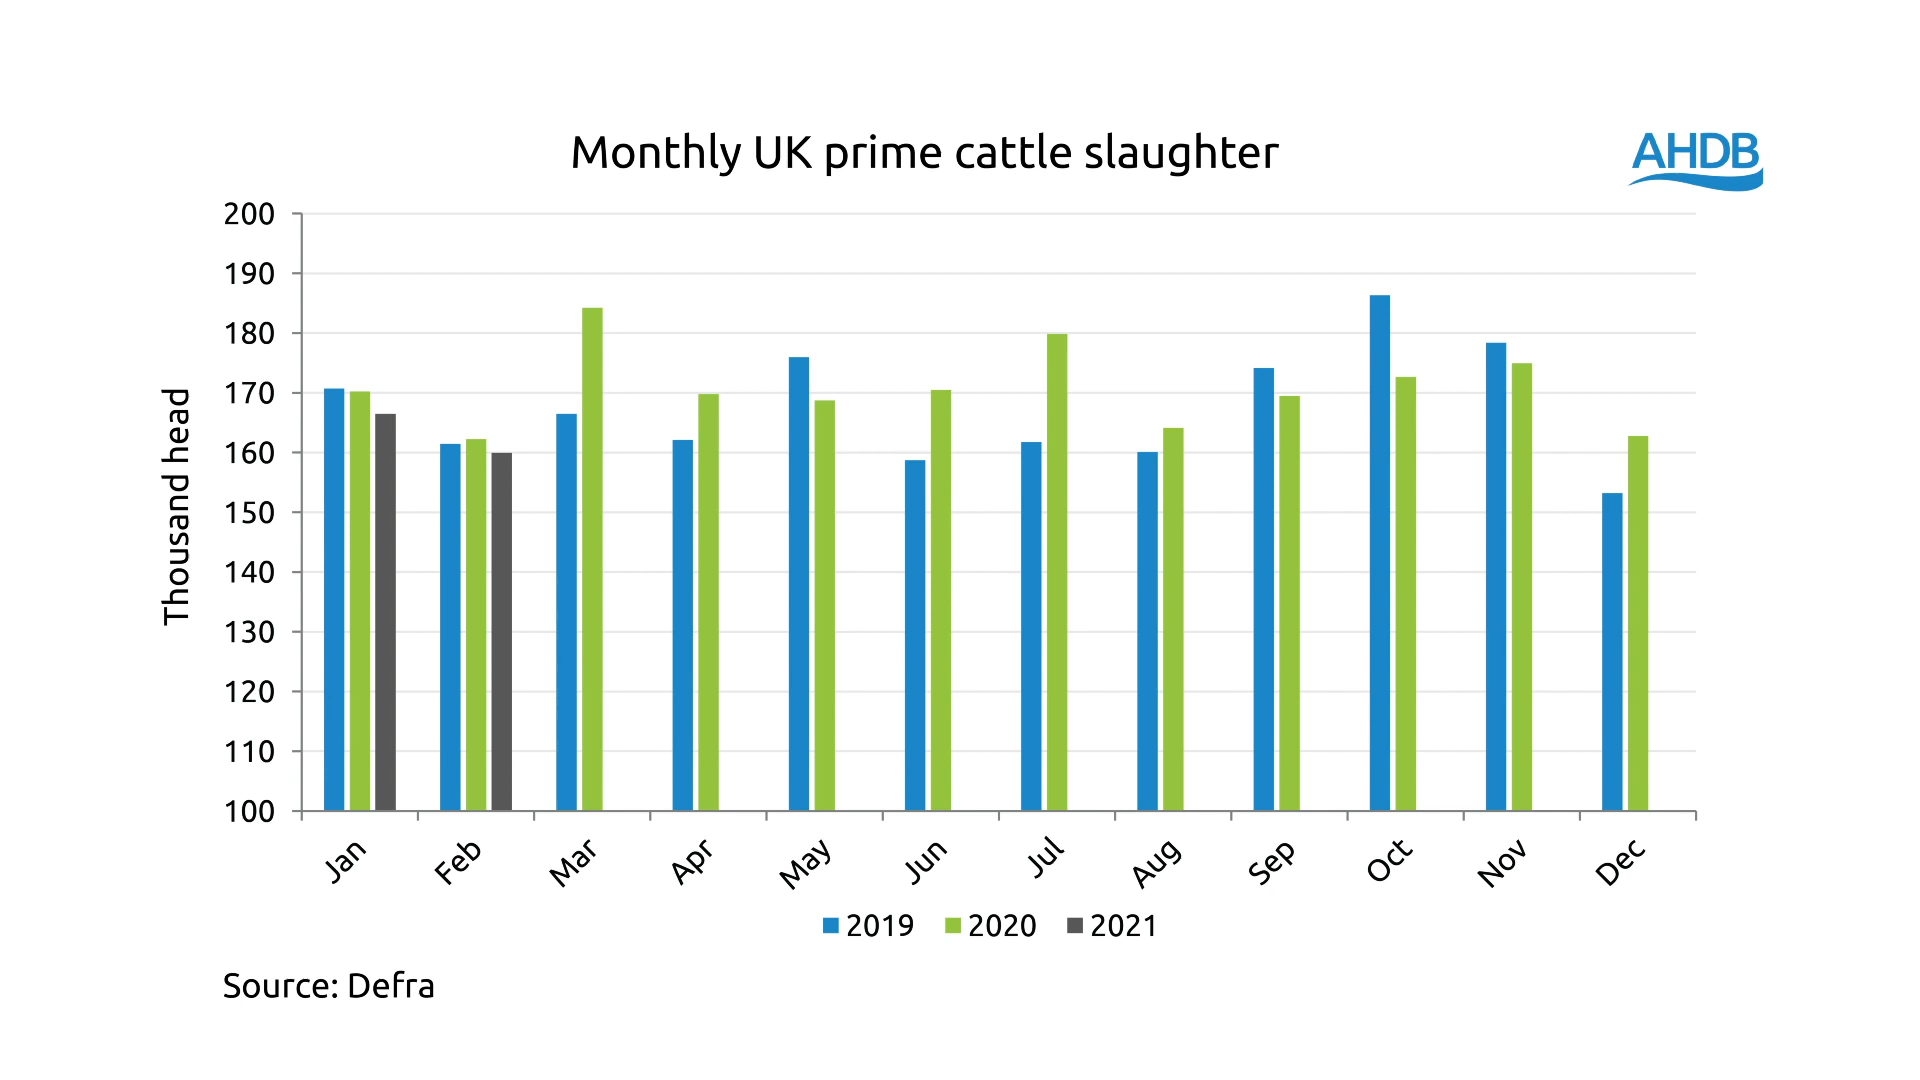 Monthly UK prime cattle slaughter
AHDB
200
190
180
170
160
150
140
130
120
110
100
Thousand head
Jan
Feb
Mar
Apr
May
Jun
Jul
Aug
Sep
Oct
Nov
Dec
2019 2020 2021
Source: Defra